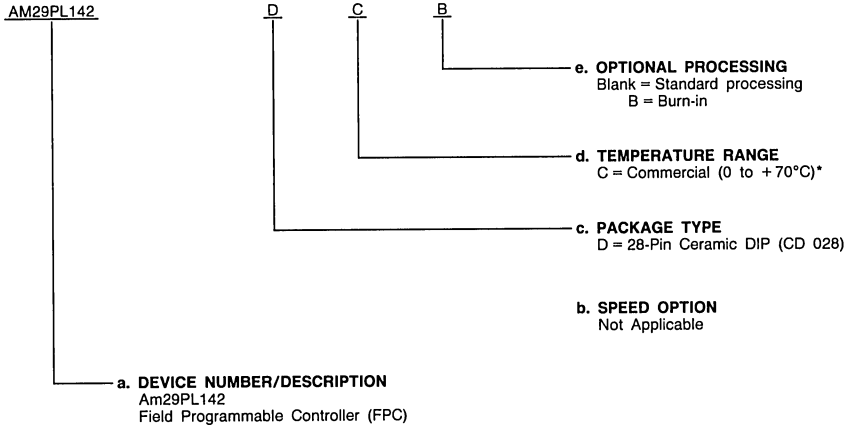 AM29PL142 D C B
e. OPTIONAL PROCESSING
Blank = Standard processing
B = Burn-in
d. TEMPERATURE RANGE
C = Commercial (0 to +70°C)*
c. PACKAGE TYPE
D = 28-Pin Ceramic DIP (CD 028)
b. SPEED OPTION
Not Applicable
a. DEVICE NUMBER/DESCRIPTION
Am29PL142
Field Programmable Controller (FPC)